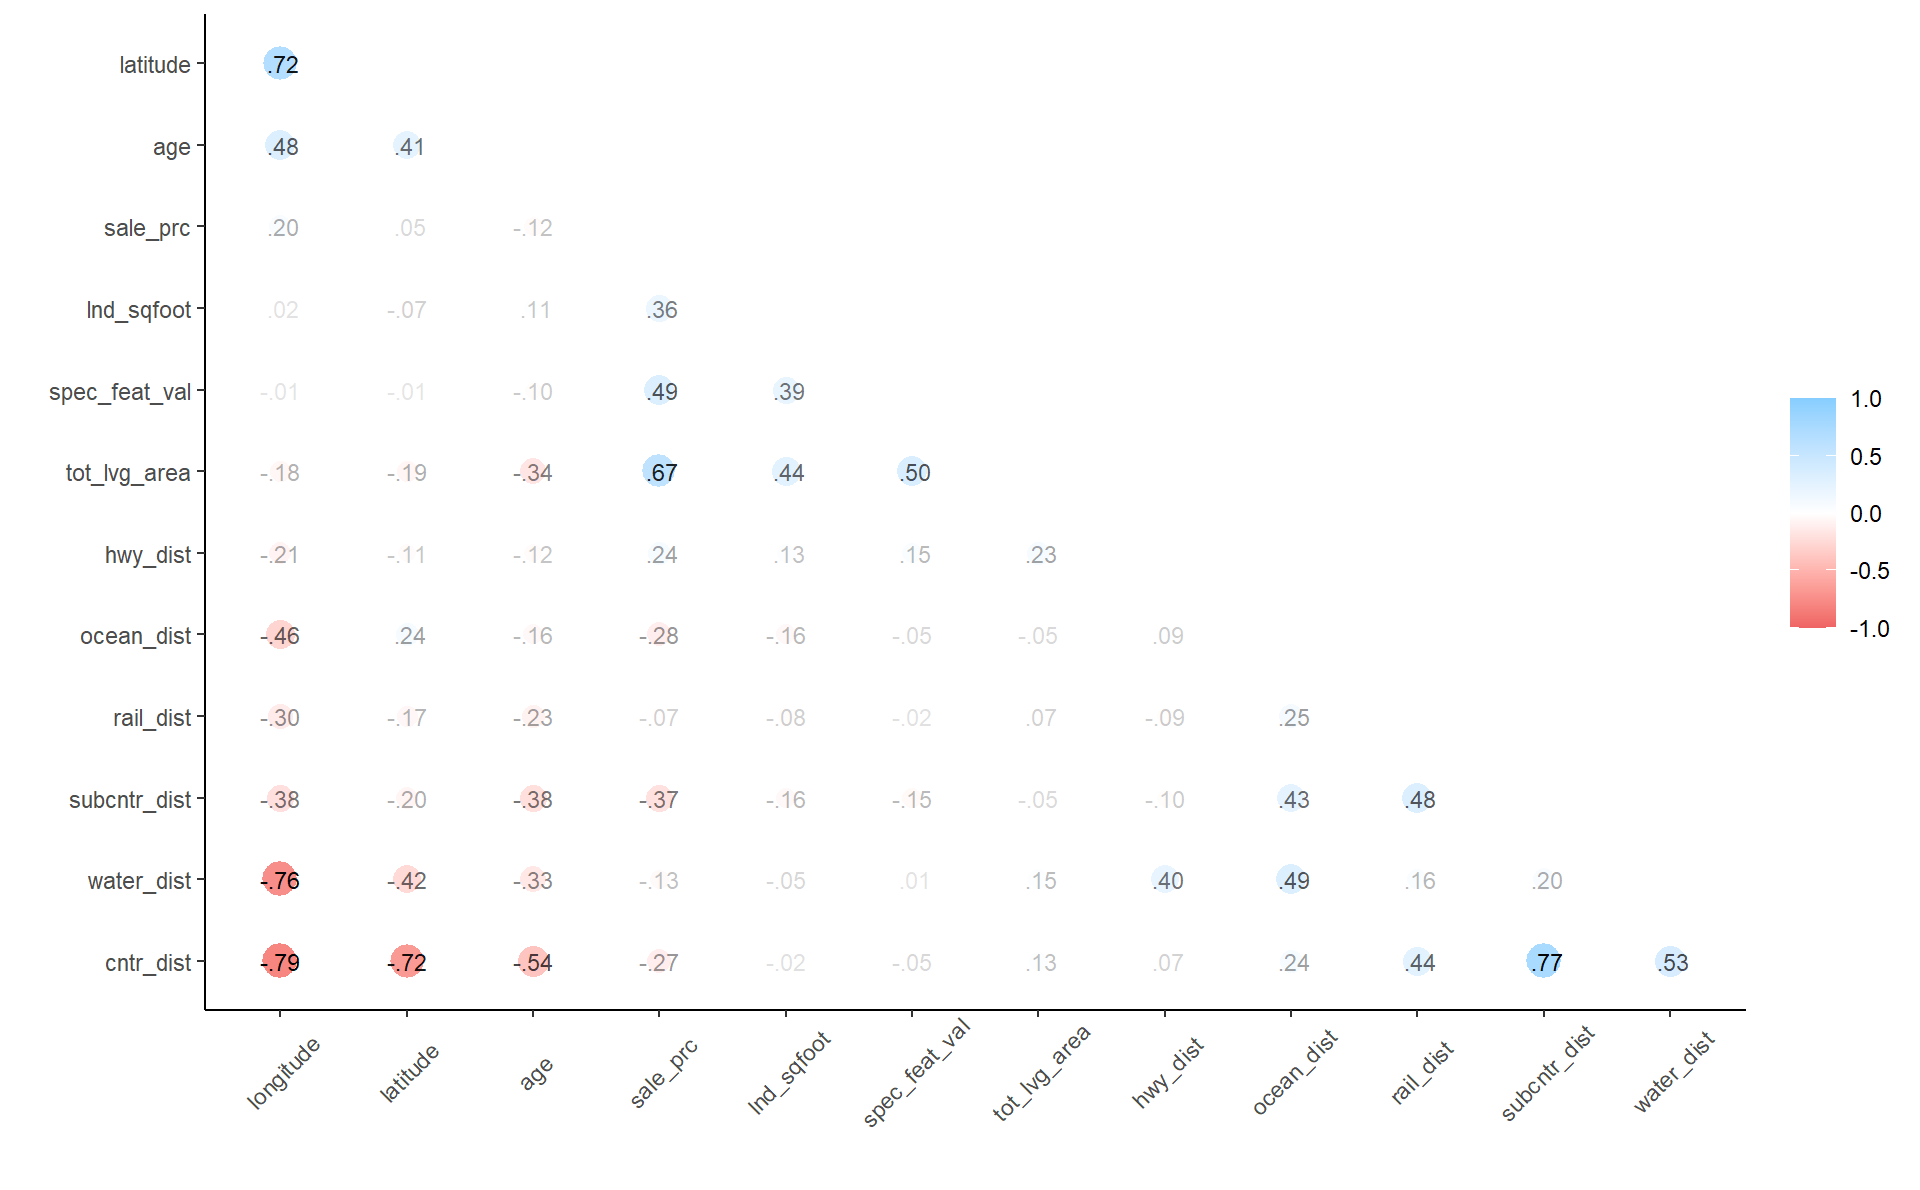 latitude .72
age .48 .41
sale_prc .20 .05 -.12
lnd_sqfoot .02 -.07 .11 .36
spec_feat_val -.01 -.01 -.10 .49 .39
tot_lvg_area -.18 -.19 -.34 .67 .44 .50
hwy_dist -.21 -.11 -.12 .24 .13 .15 .23
ocean_dist -.46 .24 -.16 -.28 -.16 -.05 -.05 .09
rail_dist -.30 -.17 -.23 -.07 -.08 -.02 .07 -.09 .25
subcntr_dist -.38 -.20 -.38 -.37 -.16 -.15 -.05 -.10 .43 .48
water_dist -.76 -.42 -.33 -.13 -.05 .01 .15 .40 .49 .16 .20
cntr_dist -.79 -.72 -.54 -.27 -.02 -.05 .13 .07 .24 .44 .77 .53
longitude latitude age sale_prc lnd_sqfoot spec_feat_val tot_lvg_area hwy_dist ocean_dist rail_dist subcntr_dist water_dist
1.0
0.5
0.0
-0.5
-1.0